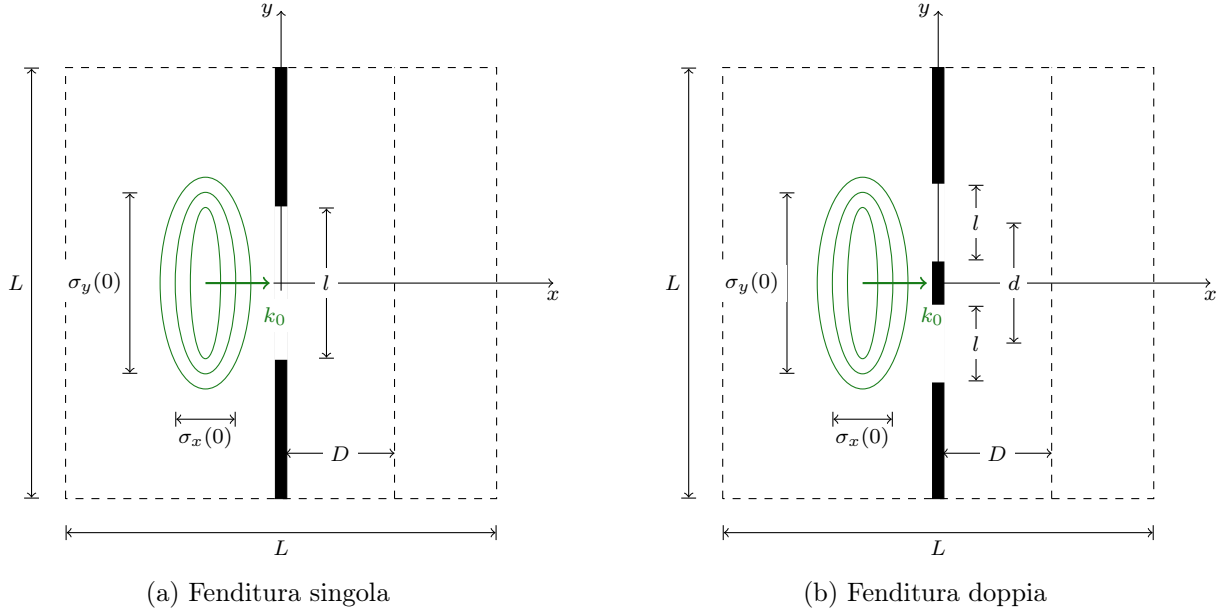 y
L
σ_y(0)
l
x
k_0
σ_x(0)
D
L
(a) Fenditura singola
y
L
σ_y(0)
l
d
x
k_0
l
σ_x(0)
D
L
(b) Fenditura doppia